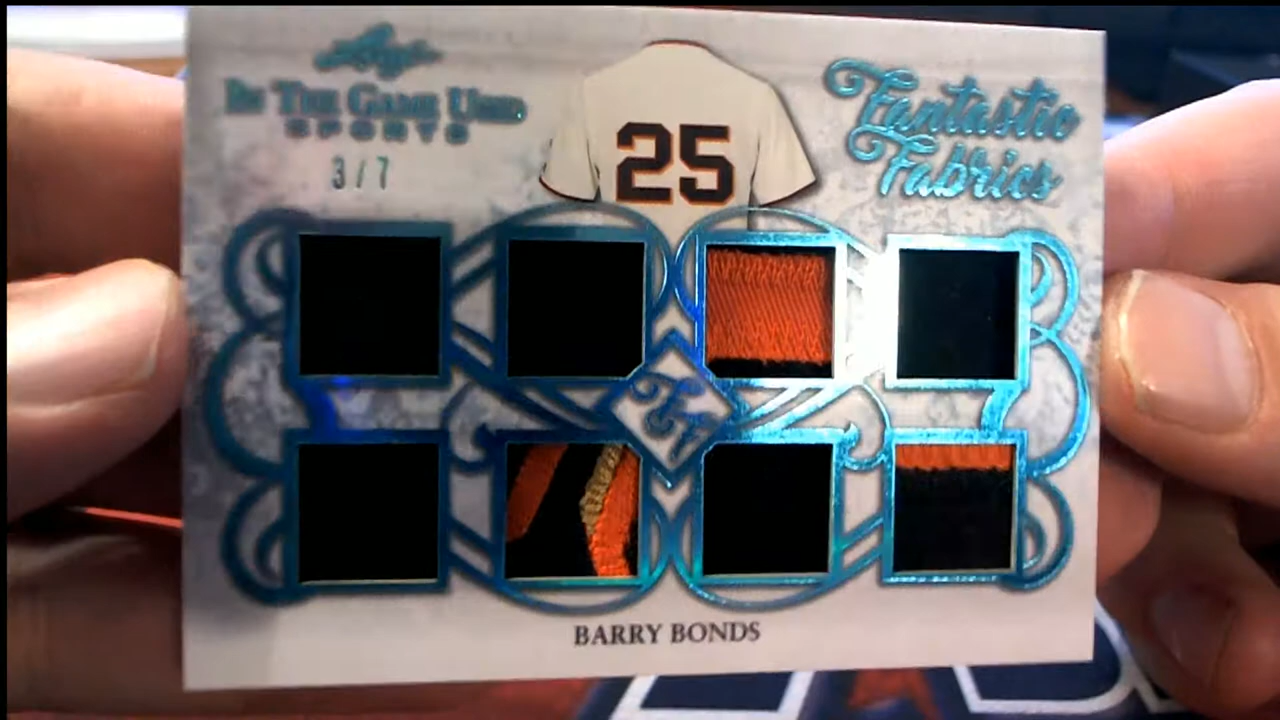 Leaf
IN THE GAME USED
SPORTS
3/7
25
Fantastic
Fabrics
BARRY BONDS